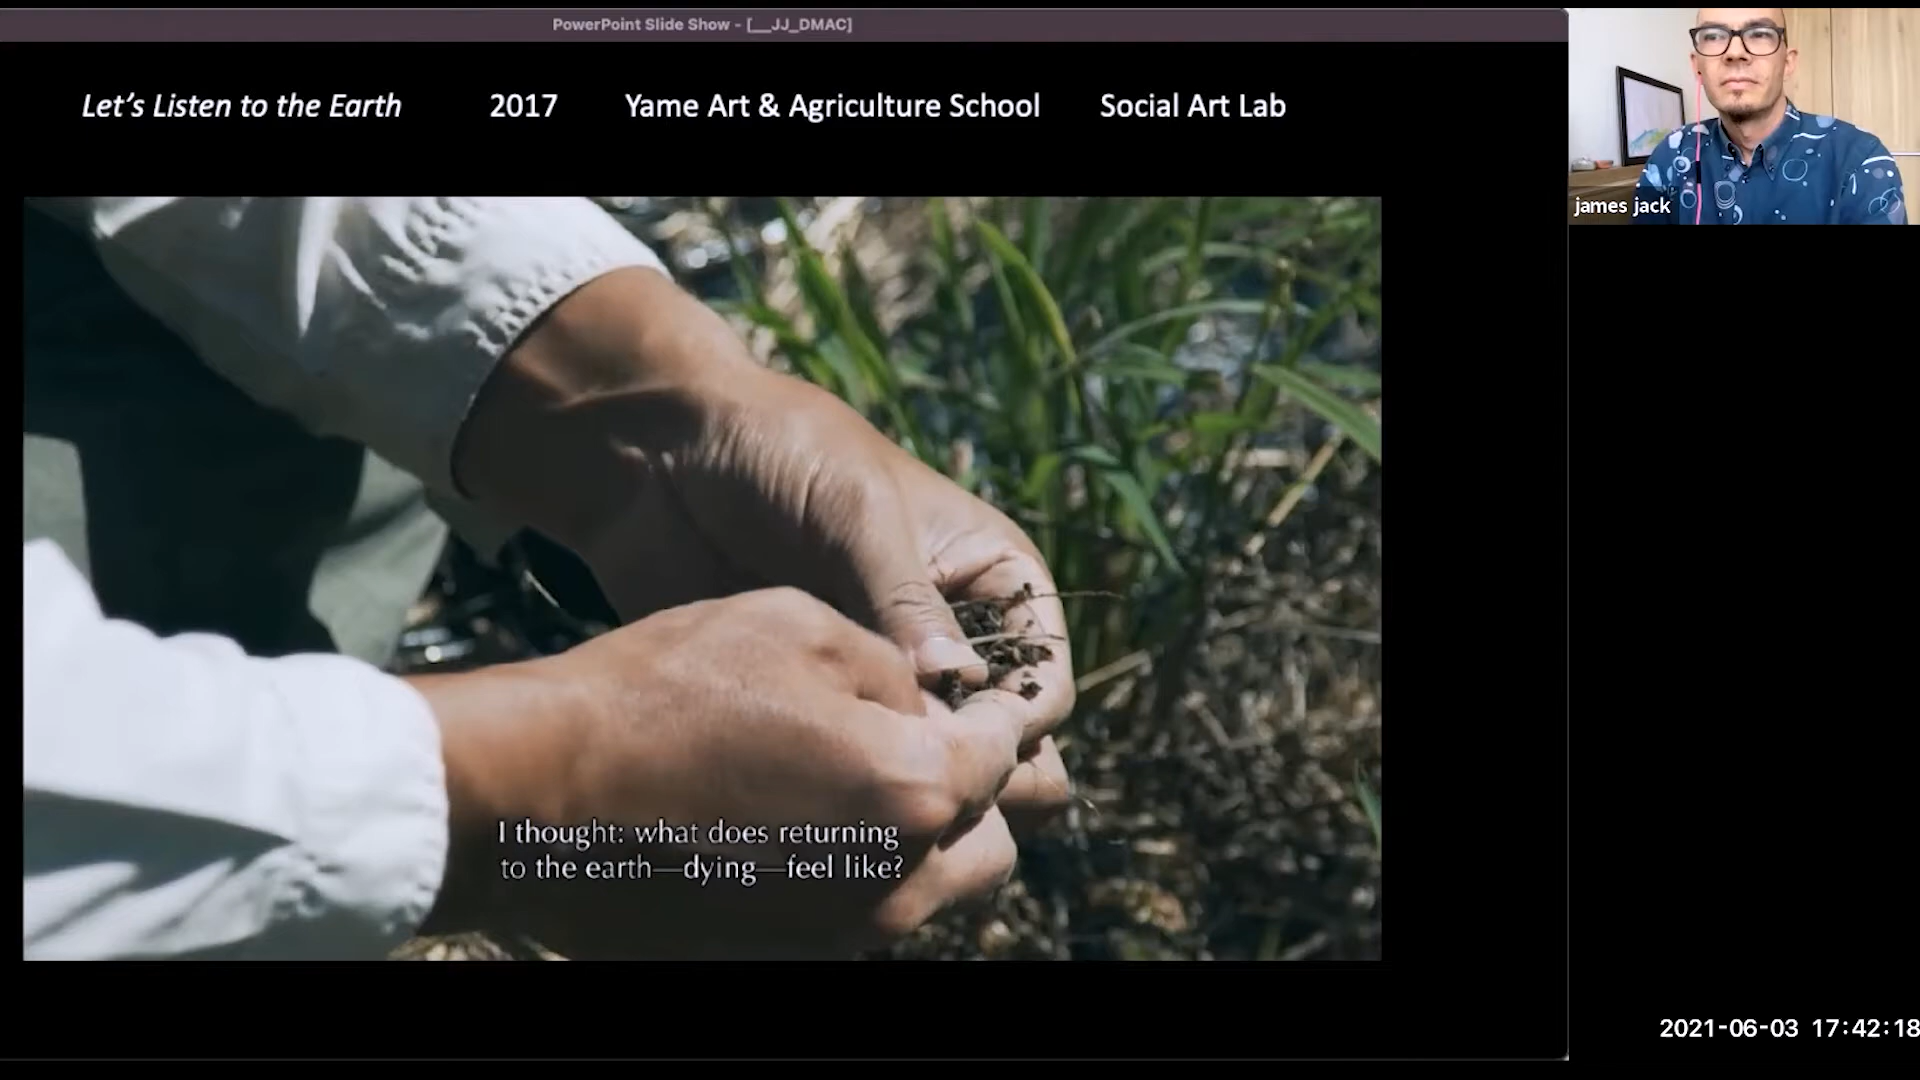 PowerPoint Slide Show - [__JJ_DMAC]
Let's Listen to the Earth 2017 Yame Art & Agriculture School Social Art Lab
james jack
I thought: what does returning
to the earth—dying—feel like?
2021-06-03 17:42:18